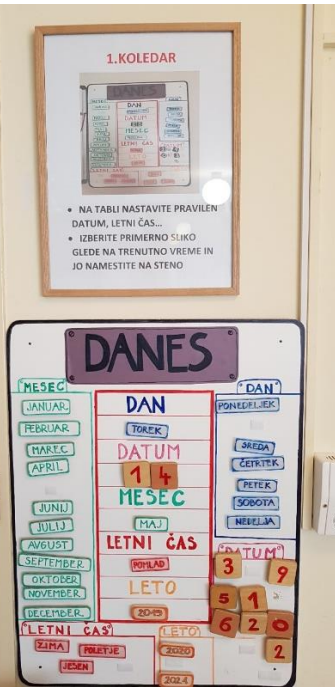 1.KOLEDAR
• NA TABLI NASTAVITE PRAVILEN
DATUM, LETNI ČAS...
• IZBERITE PRIMERNO SLIKO
GLEDE NA TRENUTNO VREME IN
JO NAMESTITE NA STENO
DANES
MESEC
JANUAR
FEBRUAR
MAREC
APRIL
JUNIJ
JULIJ
AVGUST
SEPTEMBER
OKTOBER
NOVEMBER
DECEMBER
DAN
TOREK
DATUM
1 4
MESEC
MAJ
LETNI ČAS
POMLAD
LETO
2019
DAN
PONEDELJEK
SREDA
ČETRTEK
PETEK
SOBOTA
NEDELJA
DATUM
3 9
5 1
6 2 0
2
LETNI ČAS
ZIMA POLETJE
JESEN
LETO
2020
2021